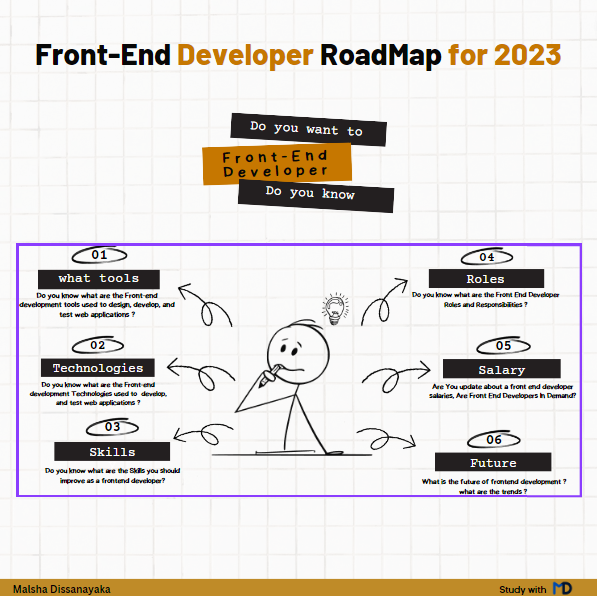 Front-End Developer RoadMap for 2023
Do you want to
Front-End
Developer
Do you know
01
what tools
Do you know what are the Front-end
development tools used to design, develop, and
test web applications ?
02
Technologies
Do you know what are the Front-end
development Technologies used to develop,
and test web applications ?
03
Skills
Do you know what are the Skills you should
improve as a frontend developer?
04
Roles
Do you know what are the Front End Developer
Roles and Responsibilities ?
05
Salary
Are You update about a front end developer
salaries, Are Front End Developers In Demand?
06
Future
What is the future of frontend development ?
what are the trends ?
Malsha Dissanayaka
Study with MD